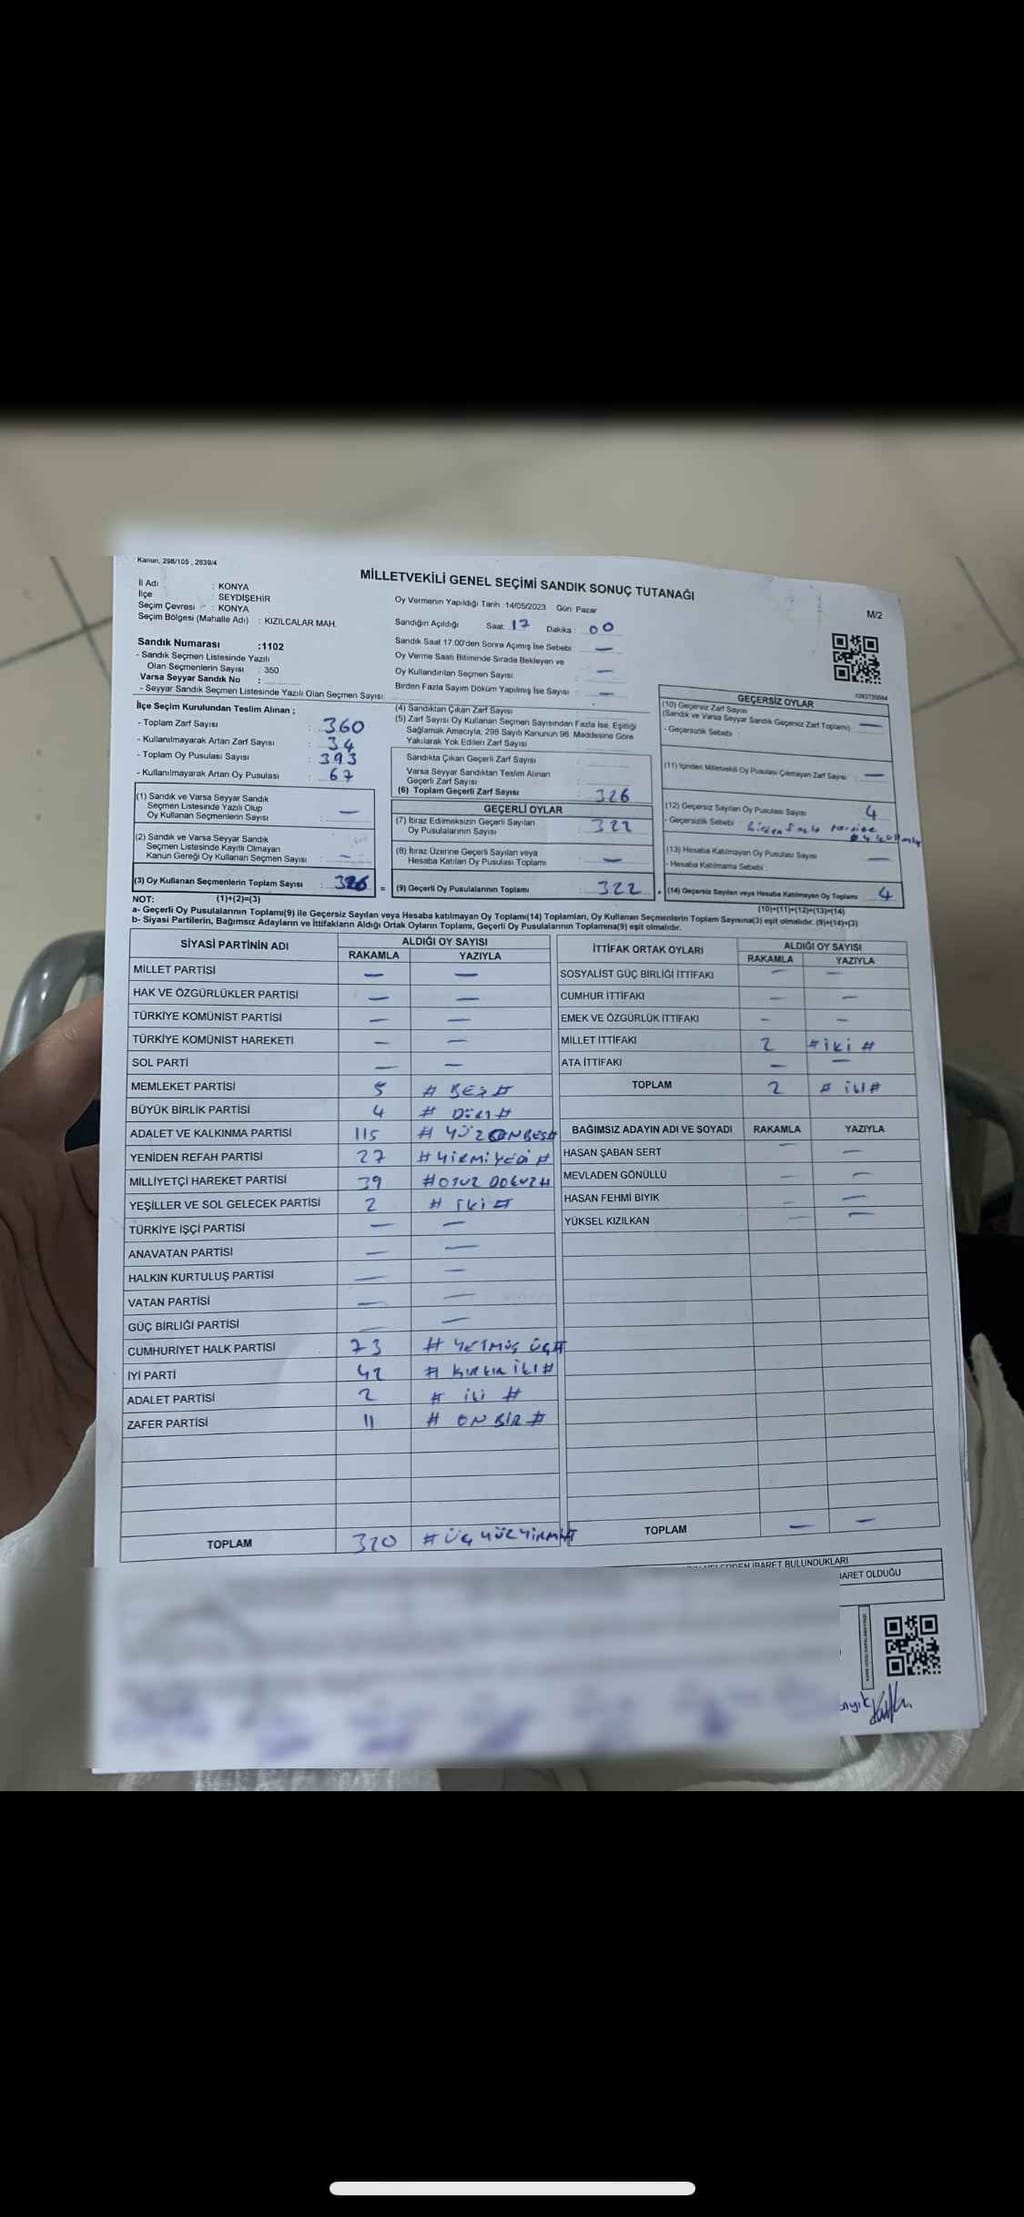 Kanun, 298/105 , 2839/4
MİLLETVEKİLİ GENEL SEÇİMİ SANDIK SONUÇ TUTANAĞI
M/2
İl Adı : KONYA
İlçe : SEYDİŞEHİR
Seçim Çevresi : KONYA
Seçim Bölgesi (Mahalle Adı) : KIZILCALAR MAH.
Oy Vermenin Yapıldığı Tarih :14/05/2023 Gün: Pazar
Sandığın Açıldığı Saat: 17 Dakika : 00
Sandık Saat 17:00'den Sonra Açımış İse Sebebi : —
Oy Verme Saati Bitiminde Sırada Bekleyen ve
Oy Kullandırılan Seçmen Sayısı : —
Birden Fazla Sayım Döküm Yapılmış İse Sayısı : —
Sandık Numarası :1102
- Sandık Seçmen Listesinde Yazılı
Olan Seçmenlerin Sayısı : 350
Varsa Seyyar Sandık No :
- Seyyar Sandık Seçmen Listesinde Yazılı Olan Seçmen Sayısı
İlçe Seçim Kurulundan Teslim Alınan ;
- Toplam Zarf Sayısı : 360
- Kullanılmayarak Artan Zarf Sayısı : 34
- Toplam Oy Pusulası Sayısı : 393
- Kullanılmayarak Artan Oy Pusulası : 67
(1) Sandık ve Varsa Seyyar Sandık
Seçmen Listesinde Yazılı Olup
Oy Kullanan Seçmenlerin Sayısı : —
(2) Sandık ve Varsa Seyyar Sandık
Seçmen Listesinde Kayıtlı Olmayan
Kanun Gereği Oy Kullanan Seçmen Sayısı : —
(3) Oy Kullanan Seçmenlerin Toplam Sayısı : 326
(1)+(2)=(3)
(4) Sandıktan Çıkan Zarf Sayısı
(5) Zarf Sayısı Oy Kullanan Seçmen Sayısından Fazla İse, Eşitliği
Sağlamak Amacıyla, 298 Sayılı Kanunun 98. Maddesine Göre
Yakılarak Yok Edilen Zarf Sayısı
Sandıkta Çıkan Geçerli Zarf Sayısı
Varsa Seyyar Sandıktan Teslim Alınan
Geçerli Zarf Sayısı
(6) Toplam Geçerli Zarf Sayısı : 326
GEÇERLİ OYLAR
(7) İtiraz Edilmeksizin Geçerli Sayılan
Oy Pusulalarının Sayısı : 322
(8) İtiraz Üzerine Geçerli Sayılan veya
Hesaba Katılan Oy Pusulası Toplamı : —
= (9) Geçerli Oy Pusulalarının Toplamı : 322
GEÇERSİZ OYLAR
(10) Geçersiz Zarf Sayısı
(Sandık ve Varsa Seyyar Sandık Geçersiz Zarf Toplamı) —
- Geçersizlik Sebebi :
(11) İçinden Milletvekili Oy Pusulası Çıkmayan Zarf Sayısı : —
(12) Geçersiz Sayılan Oy Pusulası Sayısı 4
- Geçersizlik Sebebi Birden fazla partiye
(13) Hesaba Katılmayan Oy Pusulası Sayısı —
- Hesaba Katılmama Sebebi
+ (14) Geçersiz Sayılan veya Hesaba Katılmayan Oy Toplamı 4
(10)+(11)+(12)+(13)=(14)
NOT:
a- Geçerli Oy Pusulalarının Toplamı(9) ile Geçersiz Sayılan veya Hesaba katılmayan Oy Toplamı(14) Toplamları, Oy Kullanan Seçmenlerin Toplam Sayısına(3) eşit olmalıdır. (9)+(14)=(3)
b- Siyasi Partilerin, Bağımsız Adayların ve İttifakların Aldığı Ortak Oyların Toplamı, Geçerli Oy Pusulalarının Toplamına(9) eşit olmalıdır.
SİYASİ PARTİNİN ADI ALDIĞI OY SAYISI
RAKAMLA YAZIYLA
MİLLET PARTİSİ — —
HAK VE ÖZGÜRLÜKLER PARTİSİ — —
TÜRKİYE KOMÜNİST PARTİSİ — —
TÜRKİYE KOMÜNİST HAREKETİ — —
SOL PARTİ — —
MEMLEKET PARTİSİ 5 # BEŞ #
BÜYÜK BİRLİK PARTİSİ 4 # DÖRT #
ADALET VE KALKINMA PARTİSİ 115 # YÜZONBEŞ#
YENİDEN REFAH PARTİSİ 27 # YİRMİYEDİ #
MİLLİYETÇİ HAREKET PARTİSİ 39 #OTUZ DOKUZ#
YEŞİLLER VE SOL GELECEK PARTİSİ 2 # İKİ #
TÜRKİYE İŞÇİ PARTİSİ — —
ANAVATAN PARTİSİ — —
HALKIN KURTULUŞ PARTİSİ — —
VATAN PARTİSİ — —
GÜÇ BİRLİĞİ PARTİSİ —
CUMHURİYET HALK PARTİSİ 73 # YETMİŞ ÜÇ#
İYİ PARTİ 42 # KIRK İKİ#
ADALET PARTİSİ 2 # İKİ #
ZAFER PARTİSİ 11 # ON BİR #
TOPLAM 320 # ÜÇ YÜZ YİRMİ#
İTTİFAK ORTAK OYLARI ALDIĞI OY SAYISI
RAKAMLA YAZIYLA
SOSYALİST GÜÇ BİRLİĞİ İTTİFAKI — —
CUMHUR İTTİFAKI — —
EMEK VE ÖZGÜRLÜK İTTİFAKI — —
MİLLET İTTİFAKI 2 # İKİ #
ATA İTTİFAKI — —
TOPLAM 2 # İKİ #
BAĞIMSIZ ADAYIN ADI VE SOYADI RAKAMLA YAZIYLA
HASAN ŞABAN SERT — —
MEVLADEN GÖNÜLLÜ — —
HASAN FEHMİ BIYIK — —
YÜKSEL KIZILKAN — —
TOPLAM — —
İBARET BULUNDUKLARI
OLDUĞU